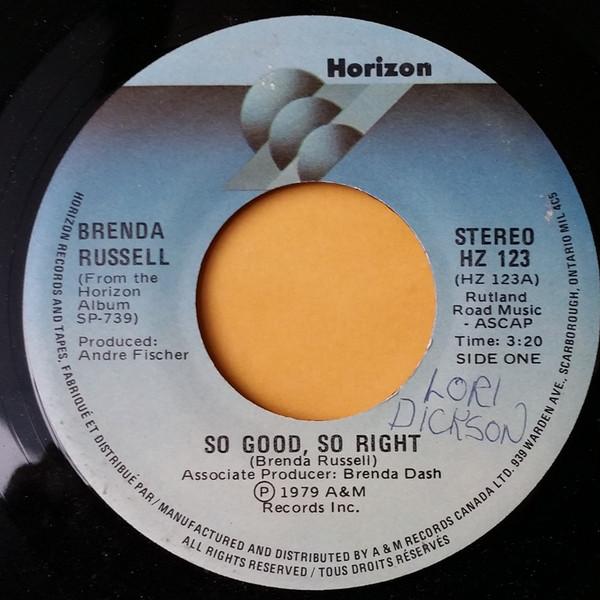 Horizon
BRENDA
RUSSELL
(From the
Horizon
Album
SP-739)
Produced:
Andre Fischer
STEREO
HZ 123
(HZ 123A)
Rutland
Road Music
- ASCAP
Time: 3:20
SIDE ONE
LORI
DICKSON
SO GOOD, SO RIGHT
(Brenda Russell)
Associate Producer: Brenda Dash
Ⓟ 1979 A&M
Records Inc.
HORIZON RECORDS AND TAPES, FABRIQUÉ ET DISTRIBUÉ PAR / MANUFACTURED AND DISTRIBUTED BY A & M RECORDS CANADA LTD. 939 WARDEN AVE., SCARBOROUGH, ONTARIO MIL 4C5
ALL RIGHTS RESERVED / TOUS DROITS RÉSERVÉS